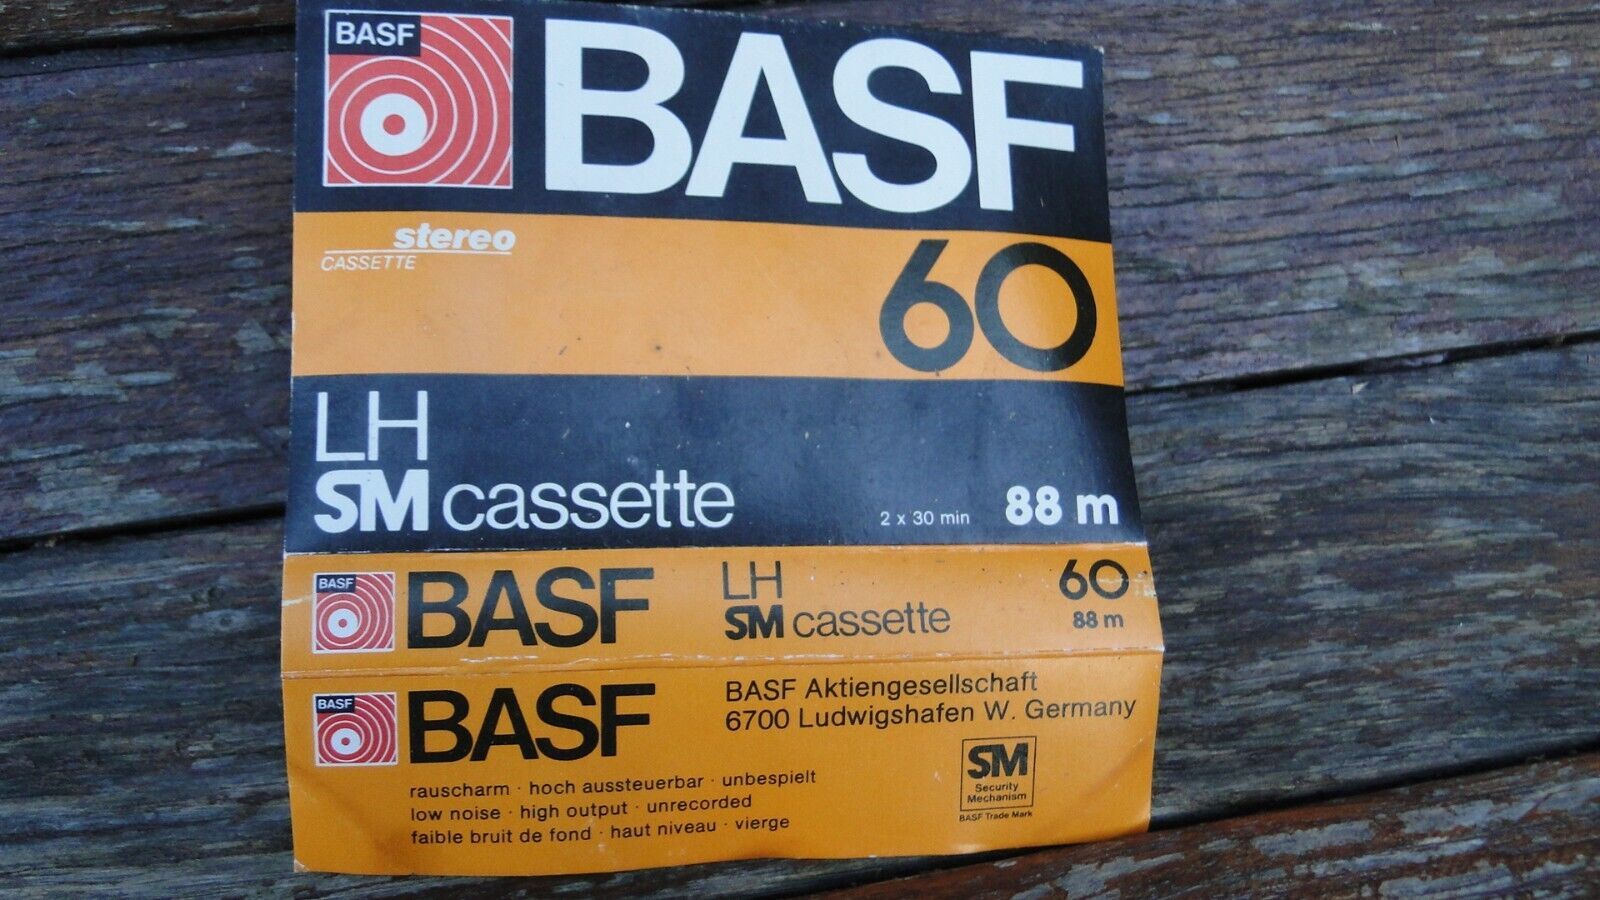 BASF
BASF
stereo
CASSETTE
60
LH
SM cassette
2 x 30 min 88 m
BASF
BASF
LH
SM cassette
60
88 m
BASF
BASF
BASF Aktiengesellschaft
6700 Ludwigshafen W. Germany
rauscharm · hoch aussteuerbar · unbespielt
low noise · high output · unrecorded
faible bruit de fond · haut niveau · vierge
SM
Security
Mechanism
BASF Trade Mark